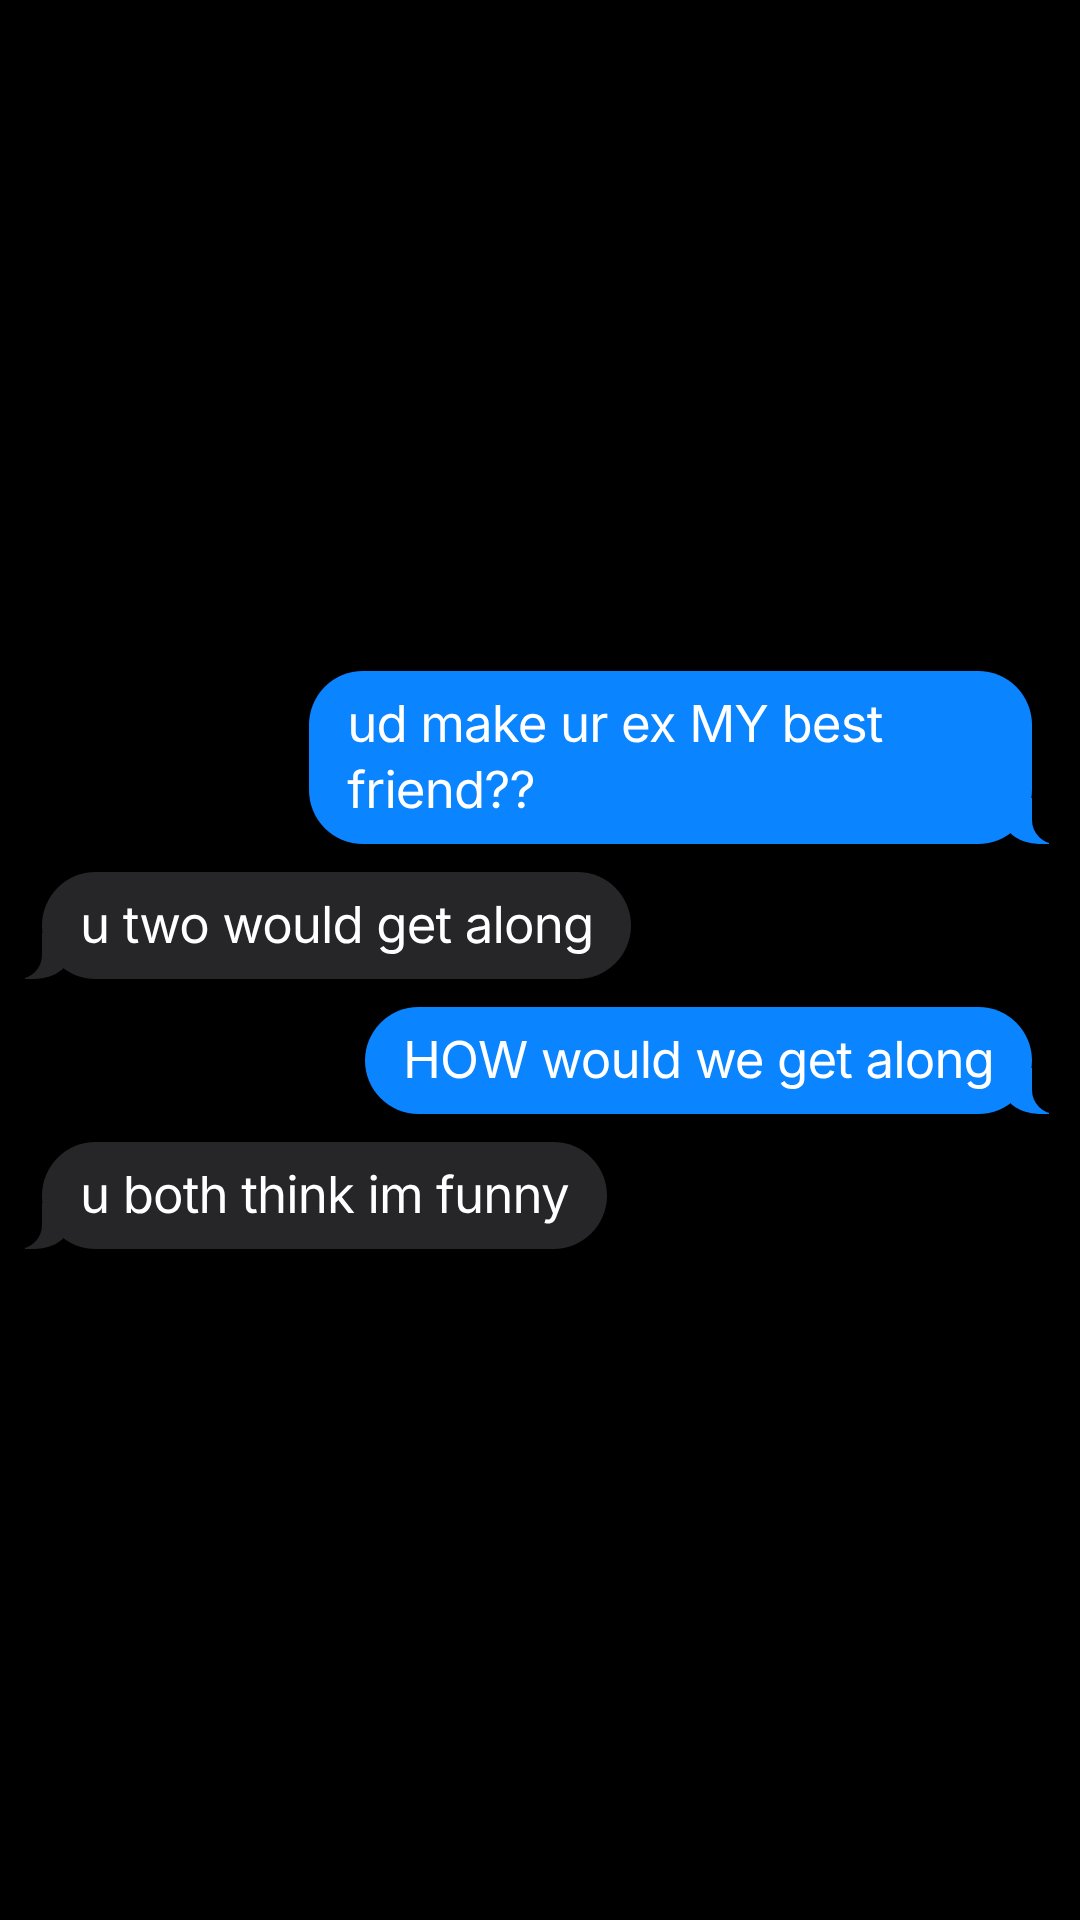 ud make ur ex MY best
friend??
u two would get along
HOW would we get along
u both think im funny